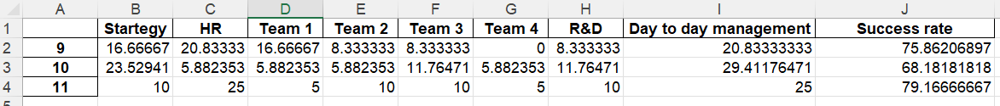 A B C D E F G H I J
1 Startegy HR Team 1 Team 2 Team 3 Team 4 R&D Day to day management Success rate
2 9 16.66667 20.83333 16.66667 8.333333 8.333333 0 8.333333 20.83333333 75.86206897
3 10 23.52941 5.882353 5.882353 5.882353 11.76471 5.882353 11.76471 29.41176471 68.18181818
4 11 10 25 5 10 10 5 10 25 79.16666667